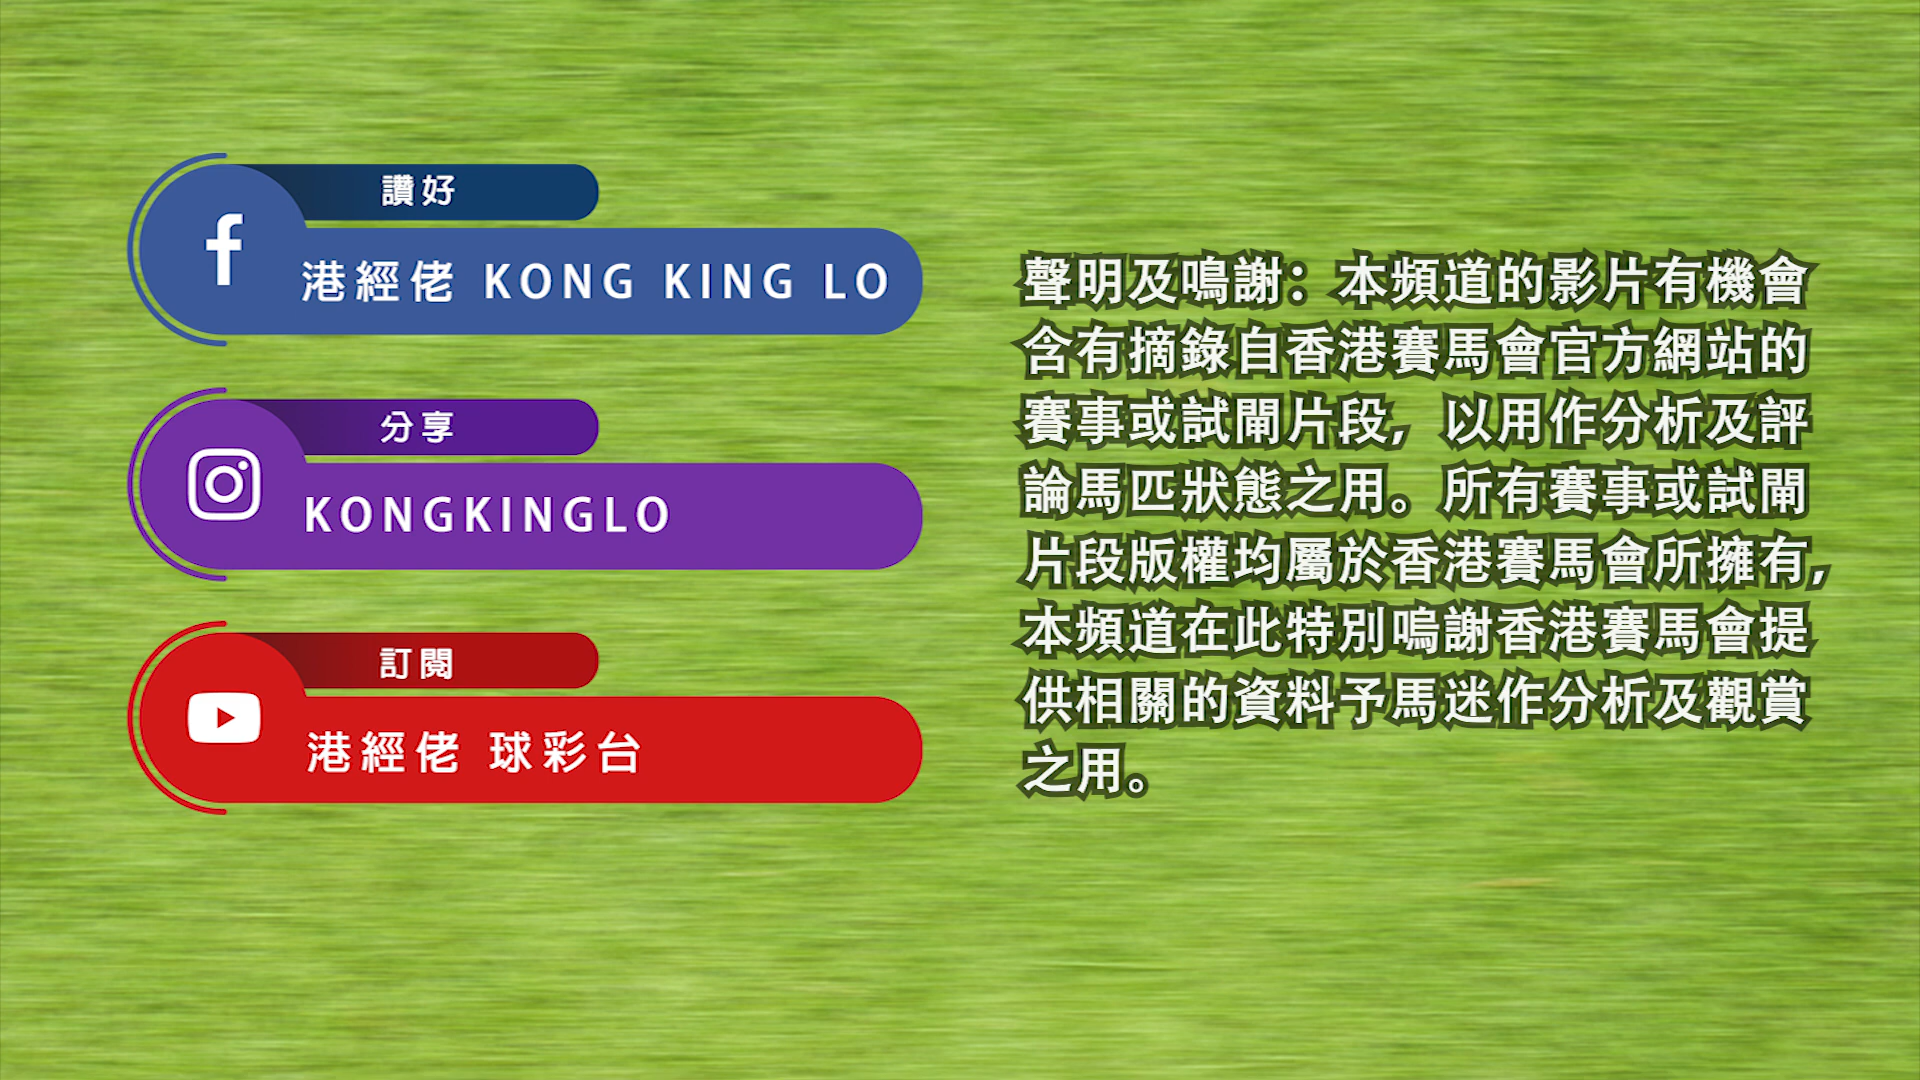 讚好
港經佬 KONG KING LO
分享
KONGKINGLO
訂閱
港經佬 球彩台
聲明及鳴謝：本頻道的影片有機會
含有摘錄自香港賽馬會官方網站的
賽事或試閘片段，以用作分析及評
論馬匹狀態之用。所有賽事或試閘
片段版權均屬於香港賽馬會所擁有，
本頻道在此特別嗚謝香港賽馬會提
供相關的資料予馬迷作分析及觀賞
之用。